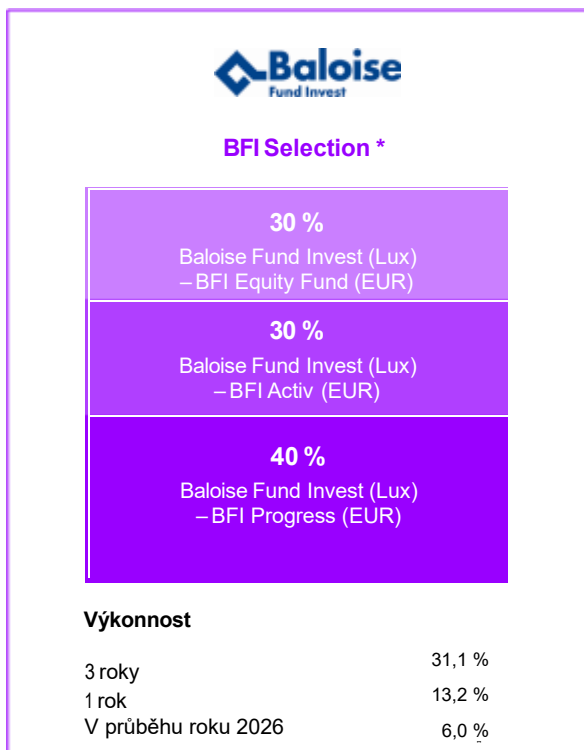 Baloise
Fund Invest
BFI Selection *
30 %
Baloise Fund Invest (Lux)
– BFI Equity Fund (EUR)
30 %
Baloise Fund Invest (Lux)
– BFI Activ (EUR)
40 %
Baloise Fund Invest (Lux)
– BFI Progress (EUR)
Výkonnost
3 roky 31,1 %
1 rok 13,2 %
V průběhu roku 2026 6,0 %